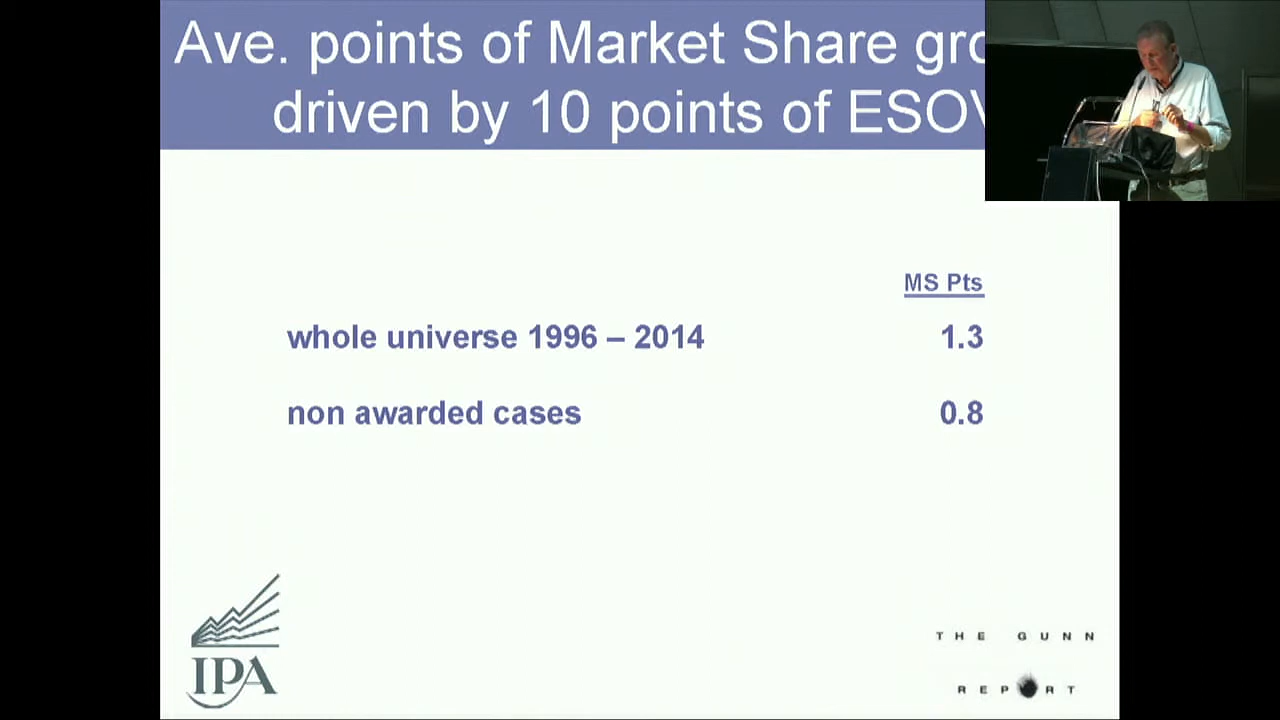 Ave. points of Market Share gro
driven by 10 points of ESOV
MS Pts
whole universe 1996 – 2014 1.3
non awarded cases 0.8
IPA
THE GUNN
REPORT